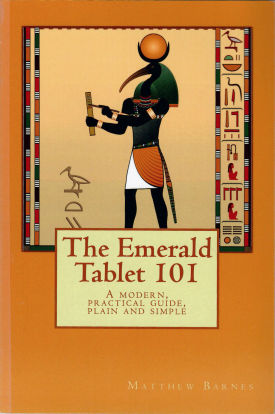 The Emerald
Tablet 101
A modern,
practical guide,
plain and simple
Matthew Barnes